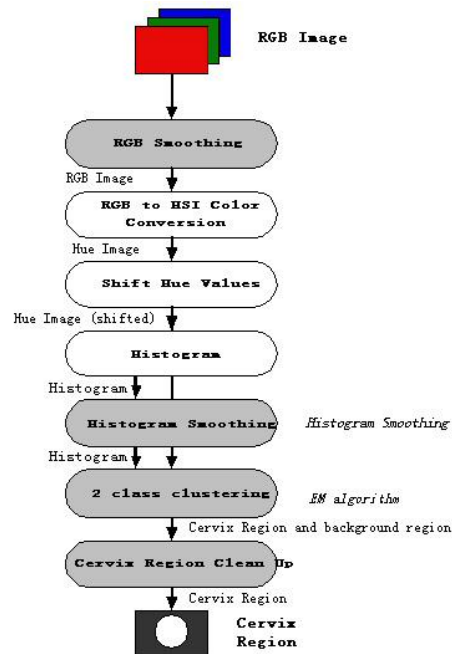 RGB Image
RGB Smoothing
RGB Image
RGB to HSI Color
Conversion
Hue Image
Shift Hue Values
Hue Image (shifted)
Histogram
Histogram
Histogram Smoothing
Histogram Smoothing
Histogram
2 class clustering
EM algorithm
Cervix Region and background region
Cervix Region Clean Up
Cervix Region
Cervix
Region